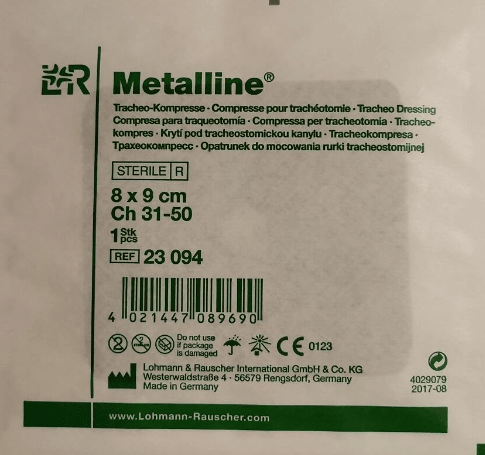 L&R
Metalline®
Tracheo-Kompresse · Compresse pour trachéotomie · Tracheo Dressing
Compresa para traqueotomía · Compressa per tracheotomia · Tracheo-
kompres · Krytí pod tracheostomickou kanylu · Tracheokompresa ·
Трахеокомпресс · Opatrunek do mocowania rurki tracheostomijnej
STERILE R
8 x 9 cm
Ch 31-50
1 Stk
pcs
REF 23 094
4 021447 089690
Do not use
if package
is damaged
CE 0123
Lohmann & Rauscher International GmbH & Co. KG
Westerwaldstraße 4 · 56579 Rengsdorf, Germany
Made in Germany
4029079
2017-08
www.Lohmann-Rauscher.com